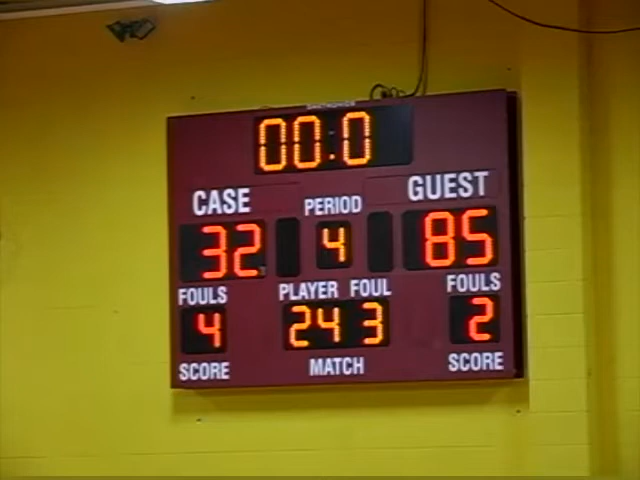 00:0
CASE PERIOD GUEST
32 4 85
FOULS PLAYER FOUL FOULS
4 24 3 2
SCORE MATCH SCORE